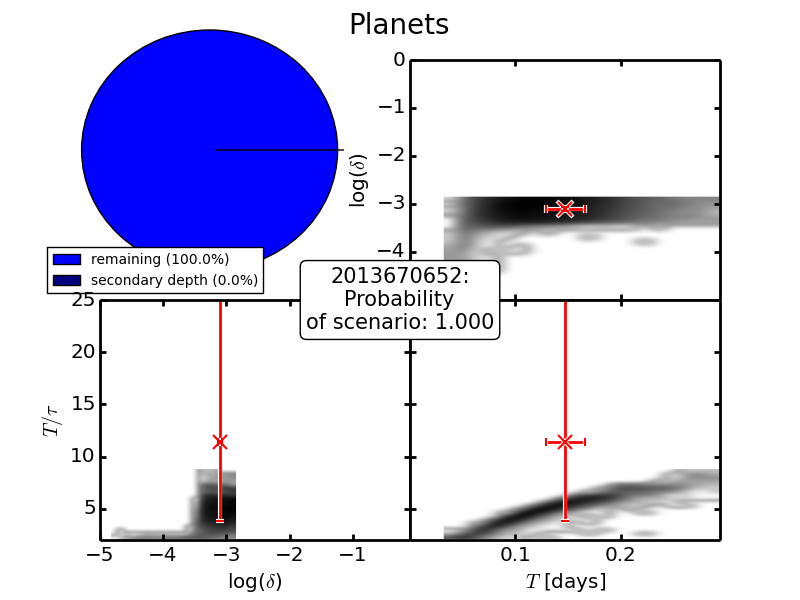 Planets
remaining (100.0%)
secondary depth (0.0%)
0
−1
−2
−3
−4
log(δ)
2013670652:
Probability
of scenario: 1.000
25
20
15
10
5
T/τ
−5
−4
−3
−2
−1
log(δ)
0.1
0.2
T [days]